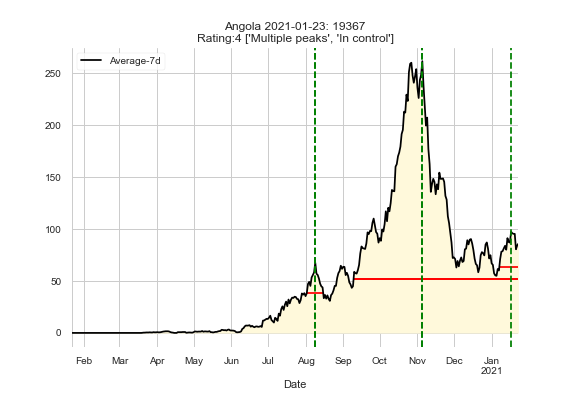 Angola 2021-01-23: 19367
Rating:4 ['Multiple peaks', 'In control']
Average-7d
250
200
150
100
50
0
Feb Mar Apr May Jun Jul Aug Sep Oct Nov Dec Jan
2021
Date